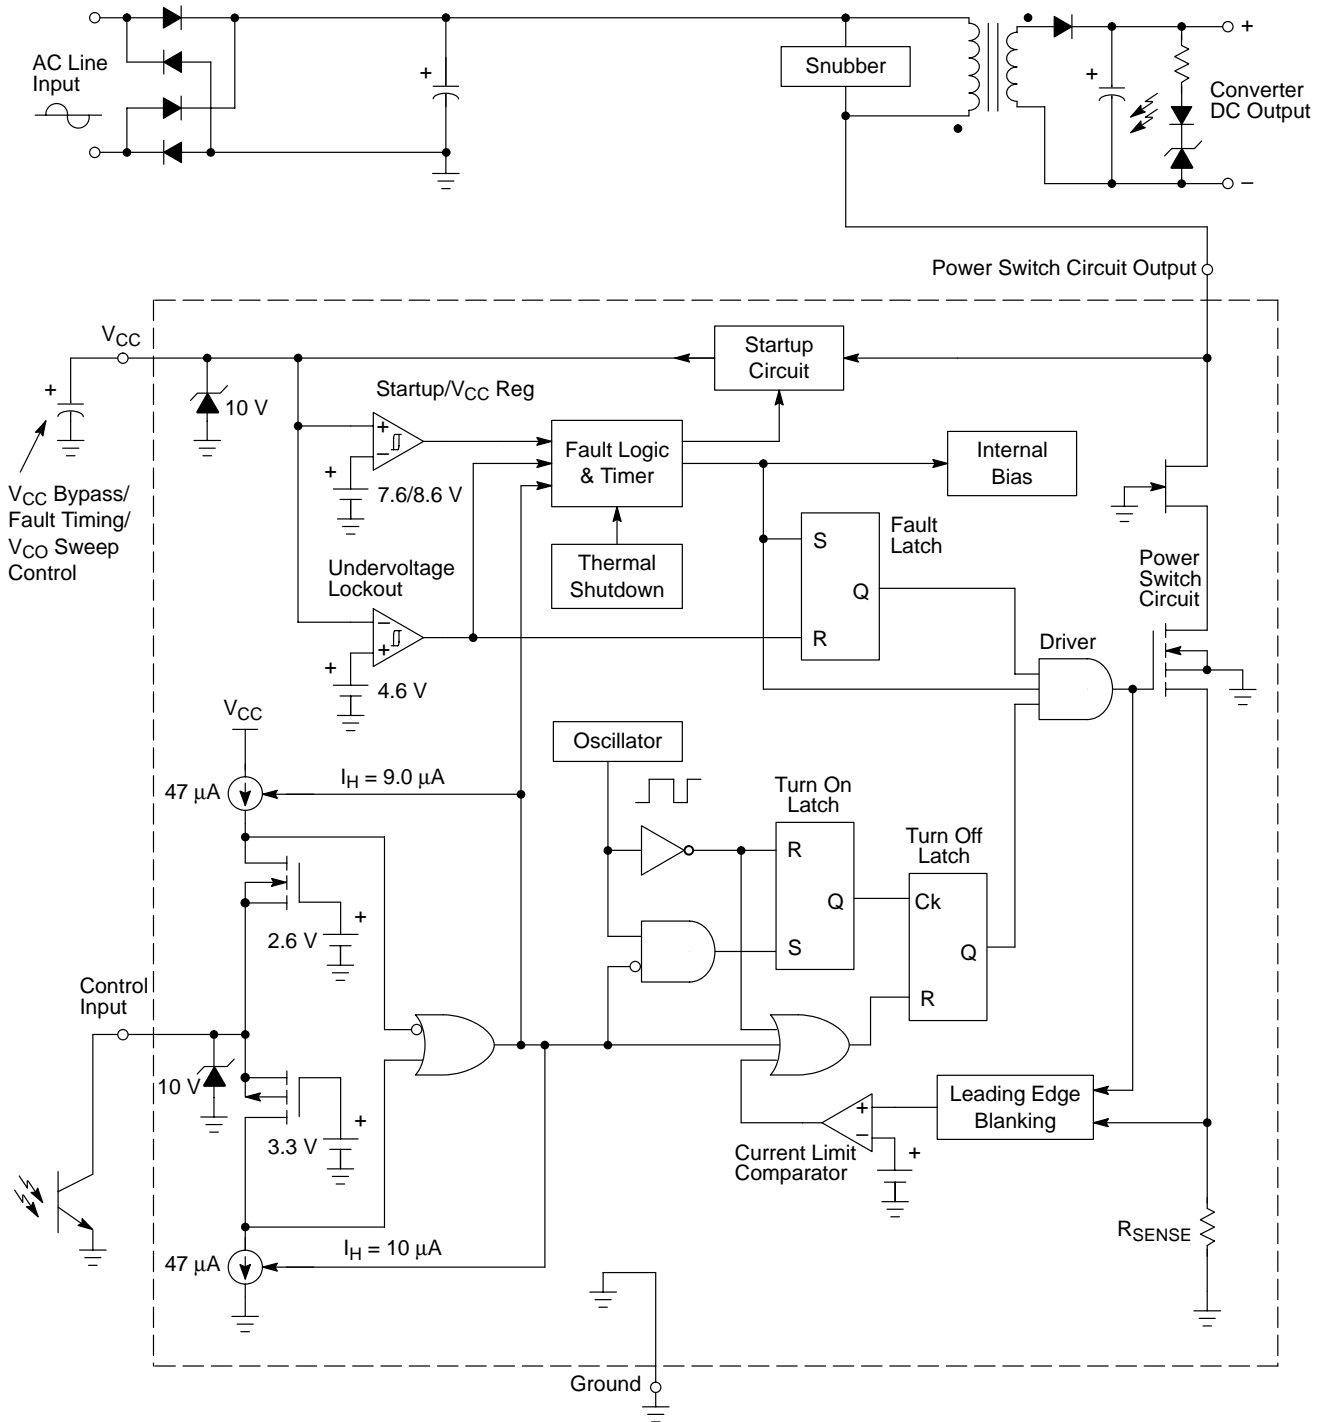 AC Line
Input
Snubber
+
+
+
Converter
DC Output
−
Power Switch Circuit Output
VCC
Startup
Circuit
+
Startup/VCC Reg
10 V
+
−
+
7.6/8.6 V
Fault Logic
& Timer
Internal
Bias
VCC Bypass/
Fault Timing/
VCO Sweep
Control
Fault
Latch
S
Q
R
Thermal
Shutdown
Undervoltage
Lockout
−
+
+
4.6 V
Power
Switch
Circuit
Driver
VCC
Oscillator
47 µA
IH = 9.0 µA
Turn On
Latch
R
Q
S
Turn Off
Latch
Ck
Q
R
+
2.6 V
Control
Input
10 V
+
3.3 V
Leading Edge
Blanking
+
−
+
Current Limit
Comparator
RSENSE
47 µA
IH = 10 µA
Ground